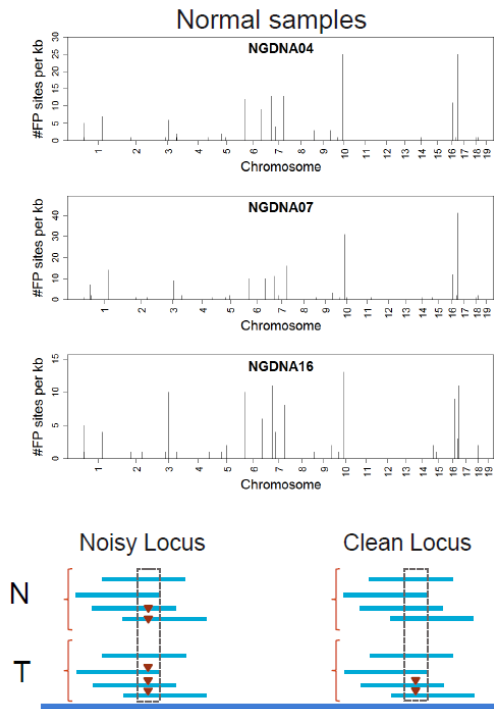 Normal samples
NGDNA04
#FP sites per kb
0 5 10 15 20 25 30
1 2 3 4 5 6 7 8 9 10 11 12 13 14 15 16 17 18 19
Chromosome
NGDNA07
#FP sites per kb
0 10 20 30 40
1 2 3 4 5 6 7 8 9 10 11 12 13 14 15 16 17 18 19
Chromosome
NGDNA16
#FP sites per kb
0 5 10 15
1 2 3 4 5 6 7 8 9 10 11 12 13 14 15 16 17 18 19
Chromosome
Noisy Locus Clean Locus
N
T